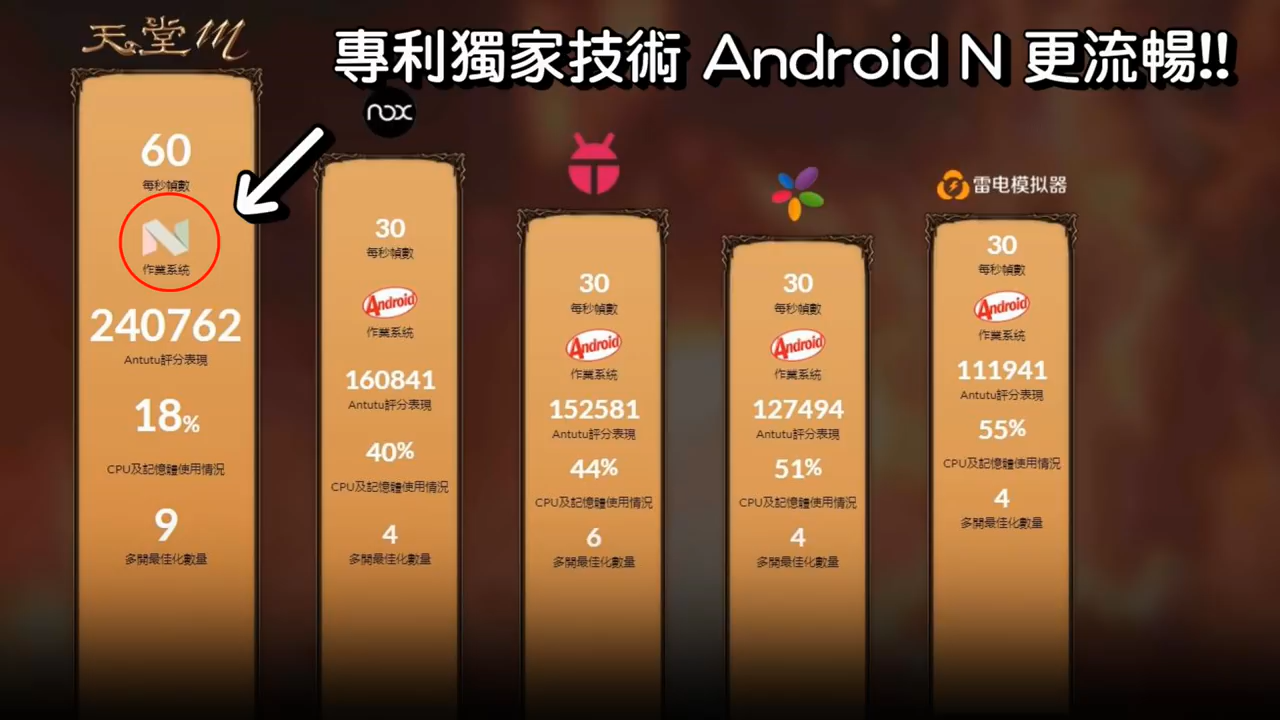 天堂M
專利獨家技術 Android N 更流暢!!
60
每秒幀數
N
作業系統
240762
Antutu評分表現
18%
CPU及記憶體使用情況
9
多開最佳化數量
nox
30
每秒幀數
Android
作業系統
160841
Antutu評分表現
40%
CPU及記憶體使用情況
4
多開最佳化數量
30
每秒幀數
Android
作業系統
152581
Antutu評分表現
44%
CPU及記憶體使用情況
6
多開最佳化數量
30
每秒幀數
Android
作業系統
127494
Antutu評分表現
51%
CPU及記憶體使用情況
4
多開最佳化數量
雷电模拟器
30
每秒幀數
Android
作業系統
111941
Antutu評分表現
55%
CPU及記憶體使用情況
4
多開最佳化數量